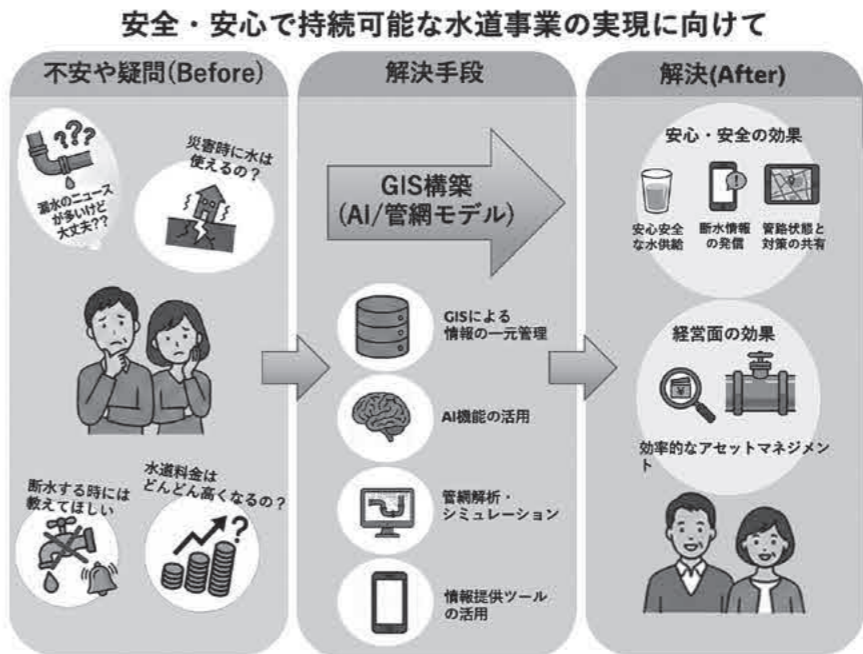 安全・安心で持続可能な水道事業の実現に向けて
不安や疑問(Before)
???
漏水のニュース
が多いけど
大丈夫??
災害時に水は
使えるの?
断水する時には
教えてほしい
水道料金は
どんどん高くなるの?
?
解決手段
GIS構築
(AI/管網モデル)
GISによる
情報の一元管理
AI機能の活用
管網解析・
シミュレーション
情報提供ツール
の活用
解決(After)
安心・安全の効果
!
安心安全
な水供給
断水情報
の発信
管路状態と
対策の共有
経営面の効果
¥
効率的なアセットマネジメン
ト